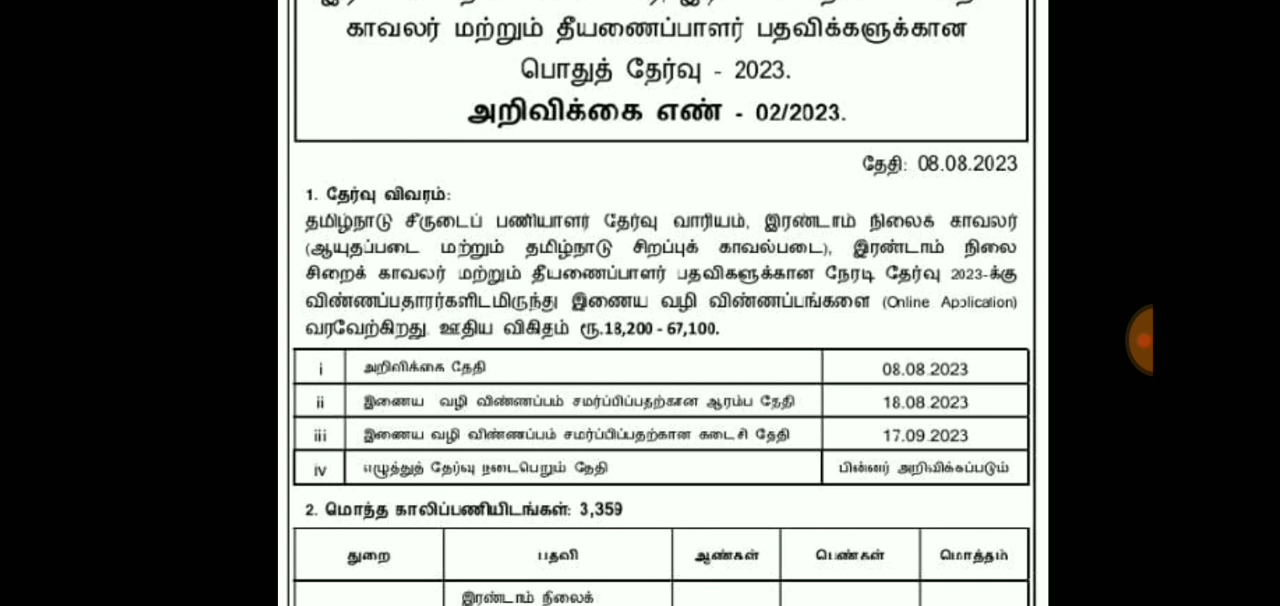 காவலர் மற்றும் தீயணைப்பாளர் பதவிக்களுக்கான
பொதுத் தேர்வு - 2023.
அறிவிக்கை எண் - 02/2023.
தேதி: 08.08.2023
1. தேர்வு விவரம்:
தமிழ்நாடு சீருடைப் பணியாளர் தேர்வு வாரியம், இரண்டாம் நிலைக் காவலர்
(ஆயுதப்படை மற்றும் தமிழ்நாடு சிறப்புக் காவல்படை), இரண்டாம் நிலை
சிறைக் காவலர் மற்றும் தீயணைப்பாளர் பதவிகளுக்கான நேரடி தேர்வு 2023-க்கு
விண்ணப்பதாரர்களிடமிருந்து இணைய வழி விண்ணப்பங்களை (Online Application)
வரவேற்கிறது. ஊதிய விகிதம் ரூ.18,200 - 67,100.
i அறிவிக்கை தேதி 08.08.2023
ii இணைய வழி விண்ணப்பம் சமர்ப்பிப்பதற்கான ஆரம்ப தேதி 18.08.2023
iii இணைய வழி விண்ணப்பம் சமர்ப்பிப்பதற்கான கடைசி தேதி 17.09.2023
iv எழுத்துத் தேர்வு நடைபெறும் தேதி பின்னர் அறிவிக்கப்படும்
2. மொத்த காலிப்பணியிடங்கள்: 3,359
துறை பதவி ஆண்கள் பெண்கள் மொத்தம்
இரண்டாம் நிலைக்